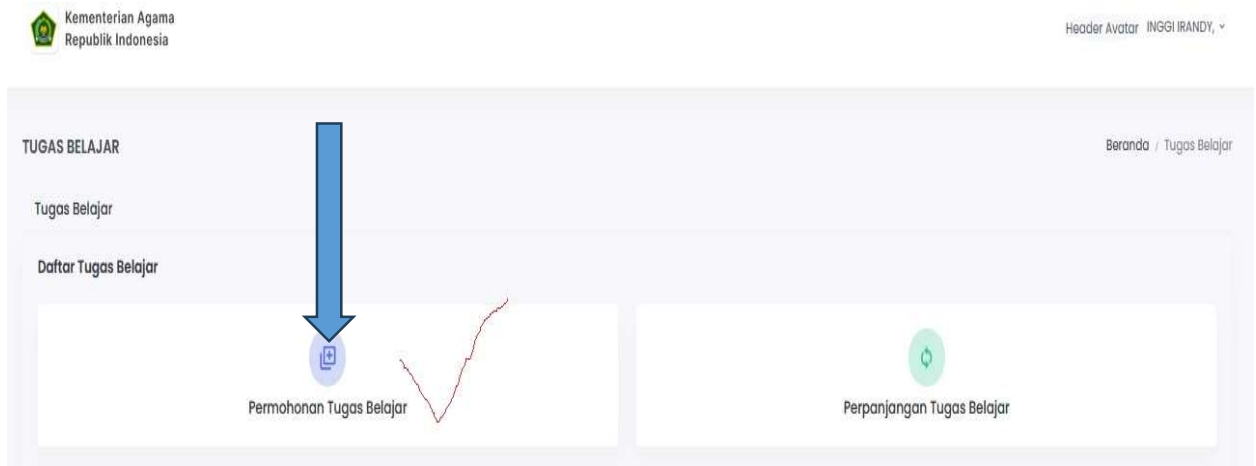 Kementerian Agama
Republik Indonesia
Header Avatar INGGI IRANDY,
TUGAS BELAJAR
Beranda / Tugas Belajar
Tugas Belajar
Daftar Tugas Belajar
Permohonan Tugas Belajar
Perpanjangan Tugas Belajar